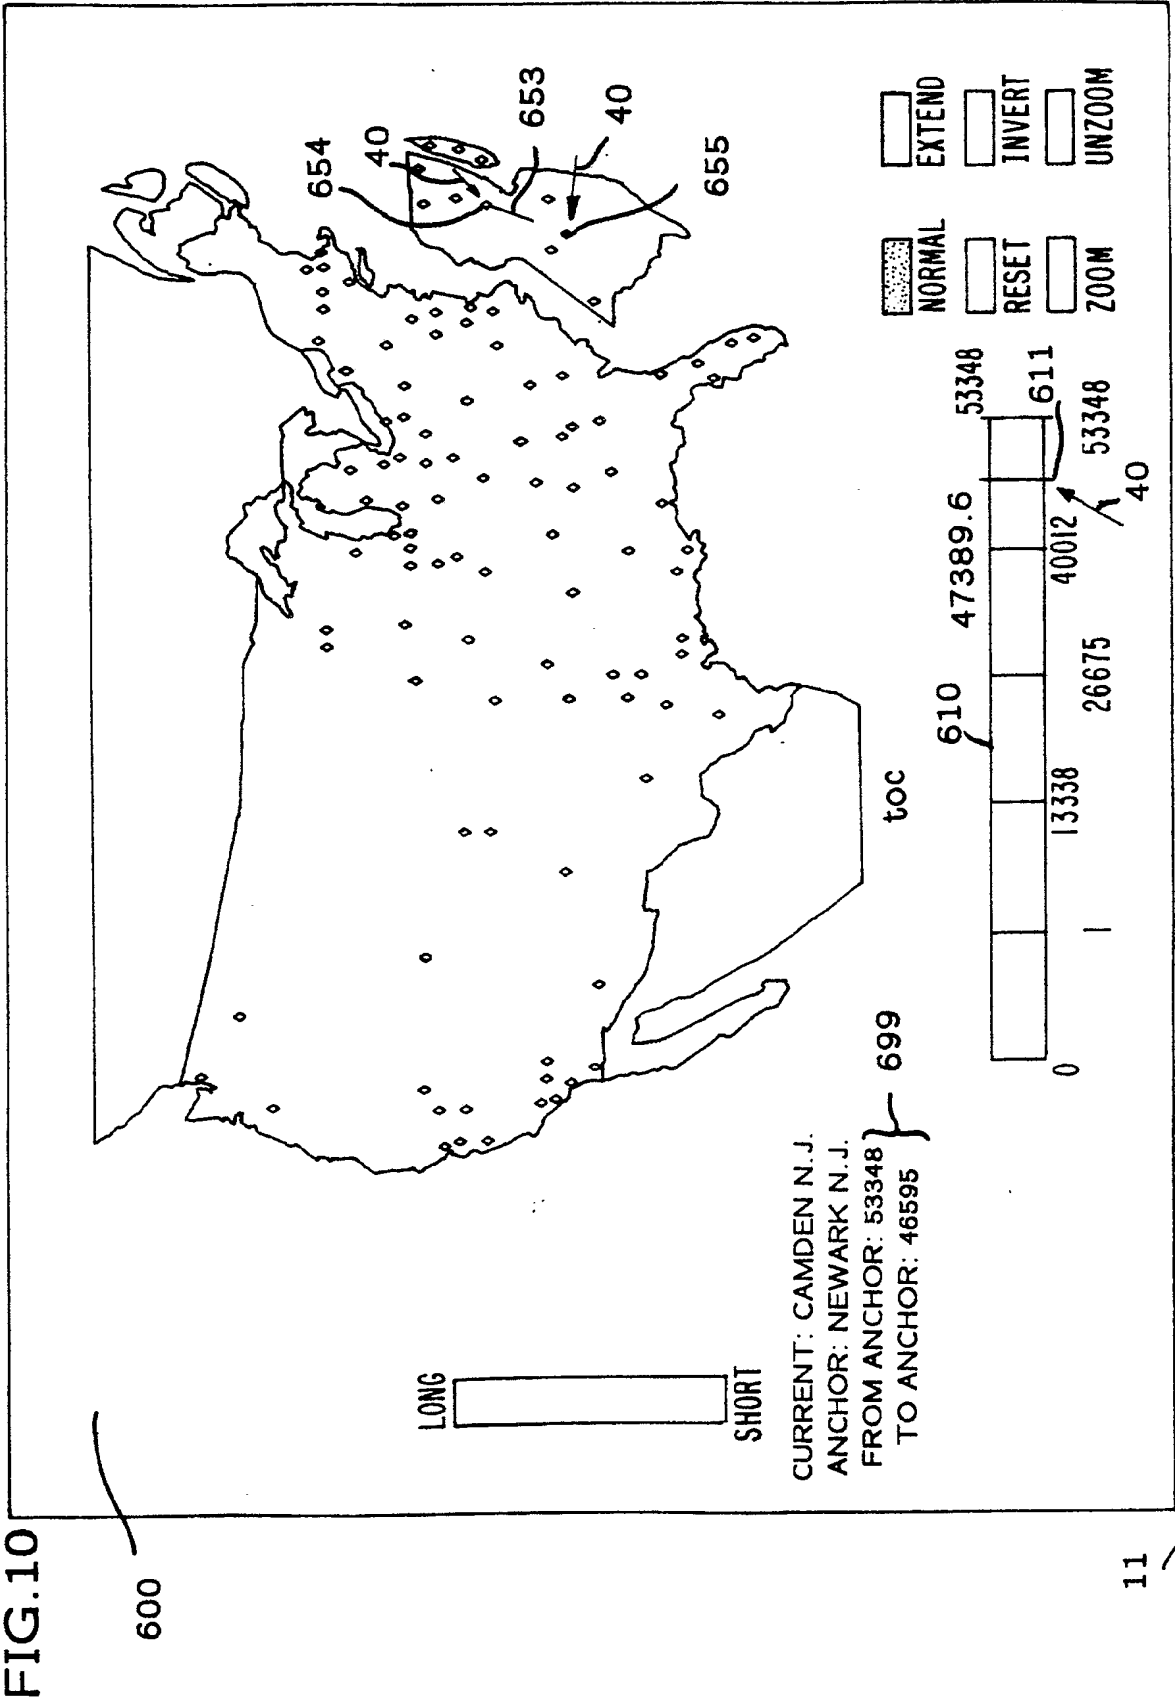 FIG.10
600
654
40
653
40
655
LONG
SHORT
CURRENT: CAMDEN N.J.
ANCHOR: NEWARK N.J.
FROM ANCHOR: 53348
TO ANCHOR: 46595
699
toc
610
47389.6
53348
611
0
1
13338
26675
40012
53348
40
NORMAL
EXTEND
RESET
INVERT
ZOOM
UNZOOM
11